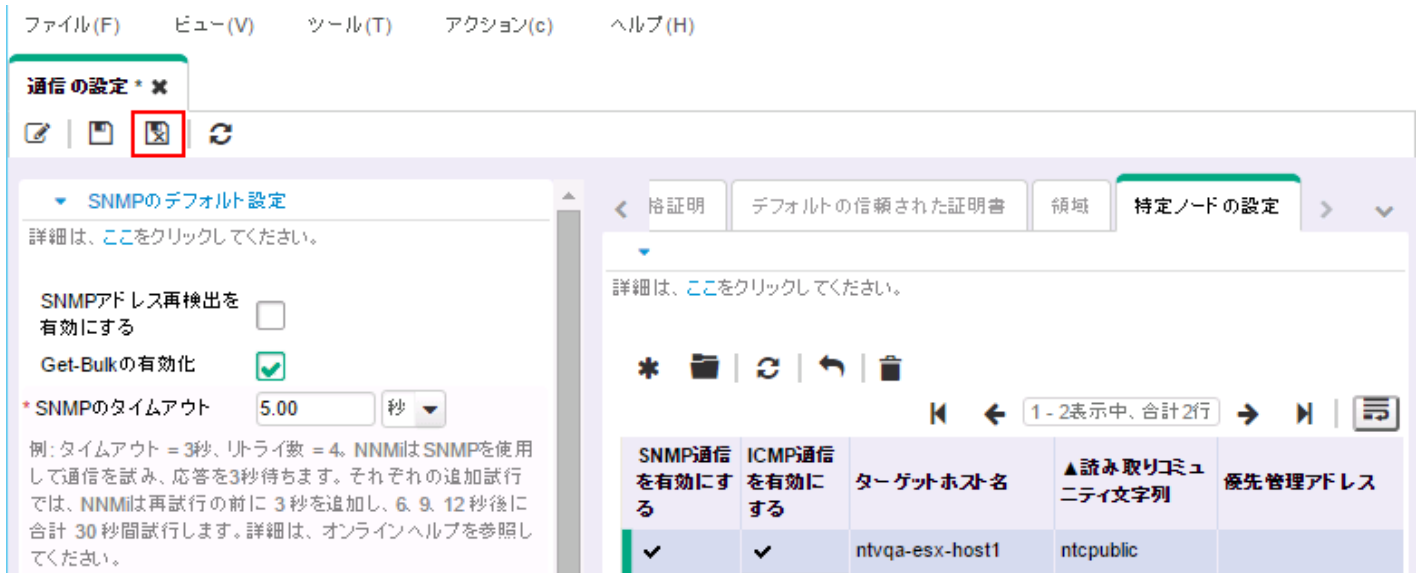 ファイル(F) ビュー(V) ツール(T) アクション(c) ヘルプ(H)
通信の設定 *
SNMPのデフォルト設定
詳細は、ここをクリックしてください。
SNMPアドレス再検出を
有効にする
Get-Bulkの有効化
* SNMPのタイムアウト 5.00 秒
例: タイムアウト = 3秒、リトライ数 = 4。NNMiはSNMPを使用
して通信を試み、応答を3秒待ちます。それぞれの追加試行
では、NNMiは再試行の前に 3 秒を追加し、6、9、12 秒後に
合計 30 秒間試行します。詳細は、オンラインヘルプを参照し
てください。
格証明 デフォルトの信頼された証明書 領域 特定ノードの設定
詳細は、ここをクリックしてください。
1 - 2表示中、合計2行
SNMP通信
を有効にす
る
ICMP通信
を有効に
する
ターゲットホスト名
▲読み取りコミュ
ニティ文字列
優先管理アドレス
ntvqa-esx-host1 ntcpublic